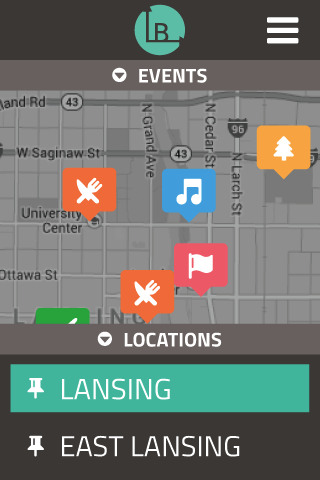 LB
EVENTS
land Rd
43
N Grand Ave
N Cedar St
96
N Larch St
W Saginaw St
43
University
Center
Ottawa St
LANSING
LOCATIONS
LANSING
EAST LANSING